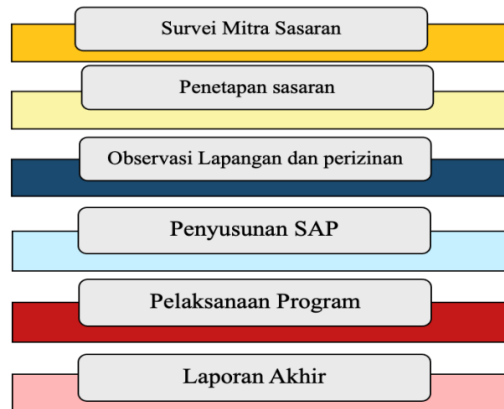 Survei Mitra Sasaran
Penetapan sasaran
Observasi Lapangan dan perizinan
Penyusunan SAP
Pelaksanaan Program
Laporan Akhir